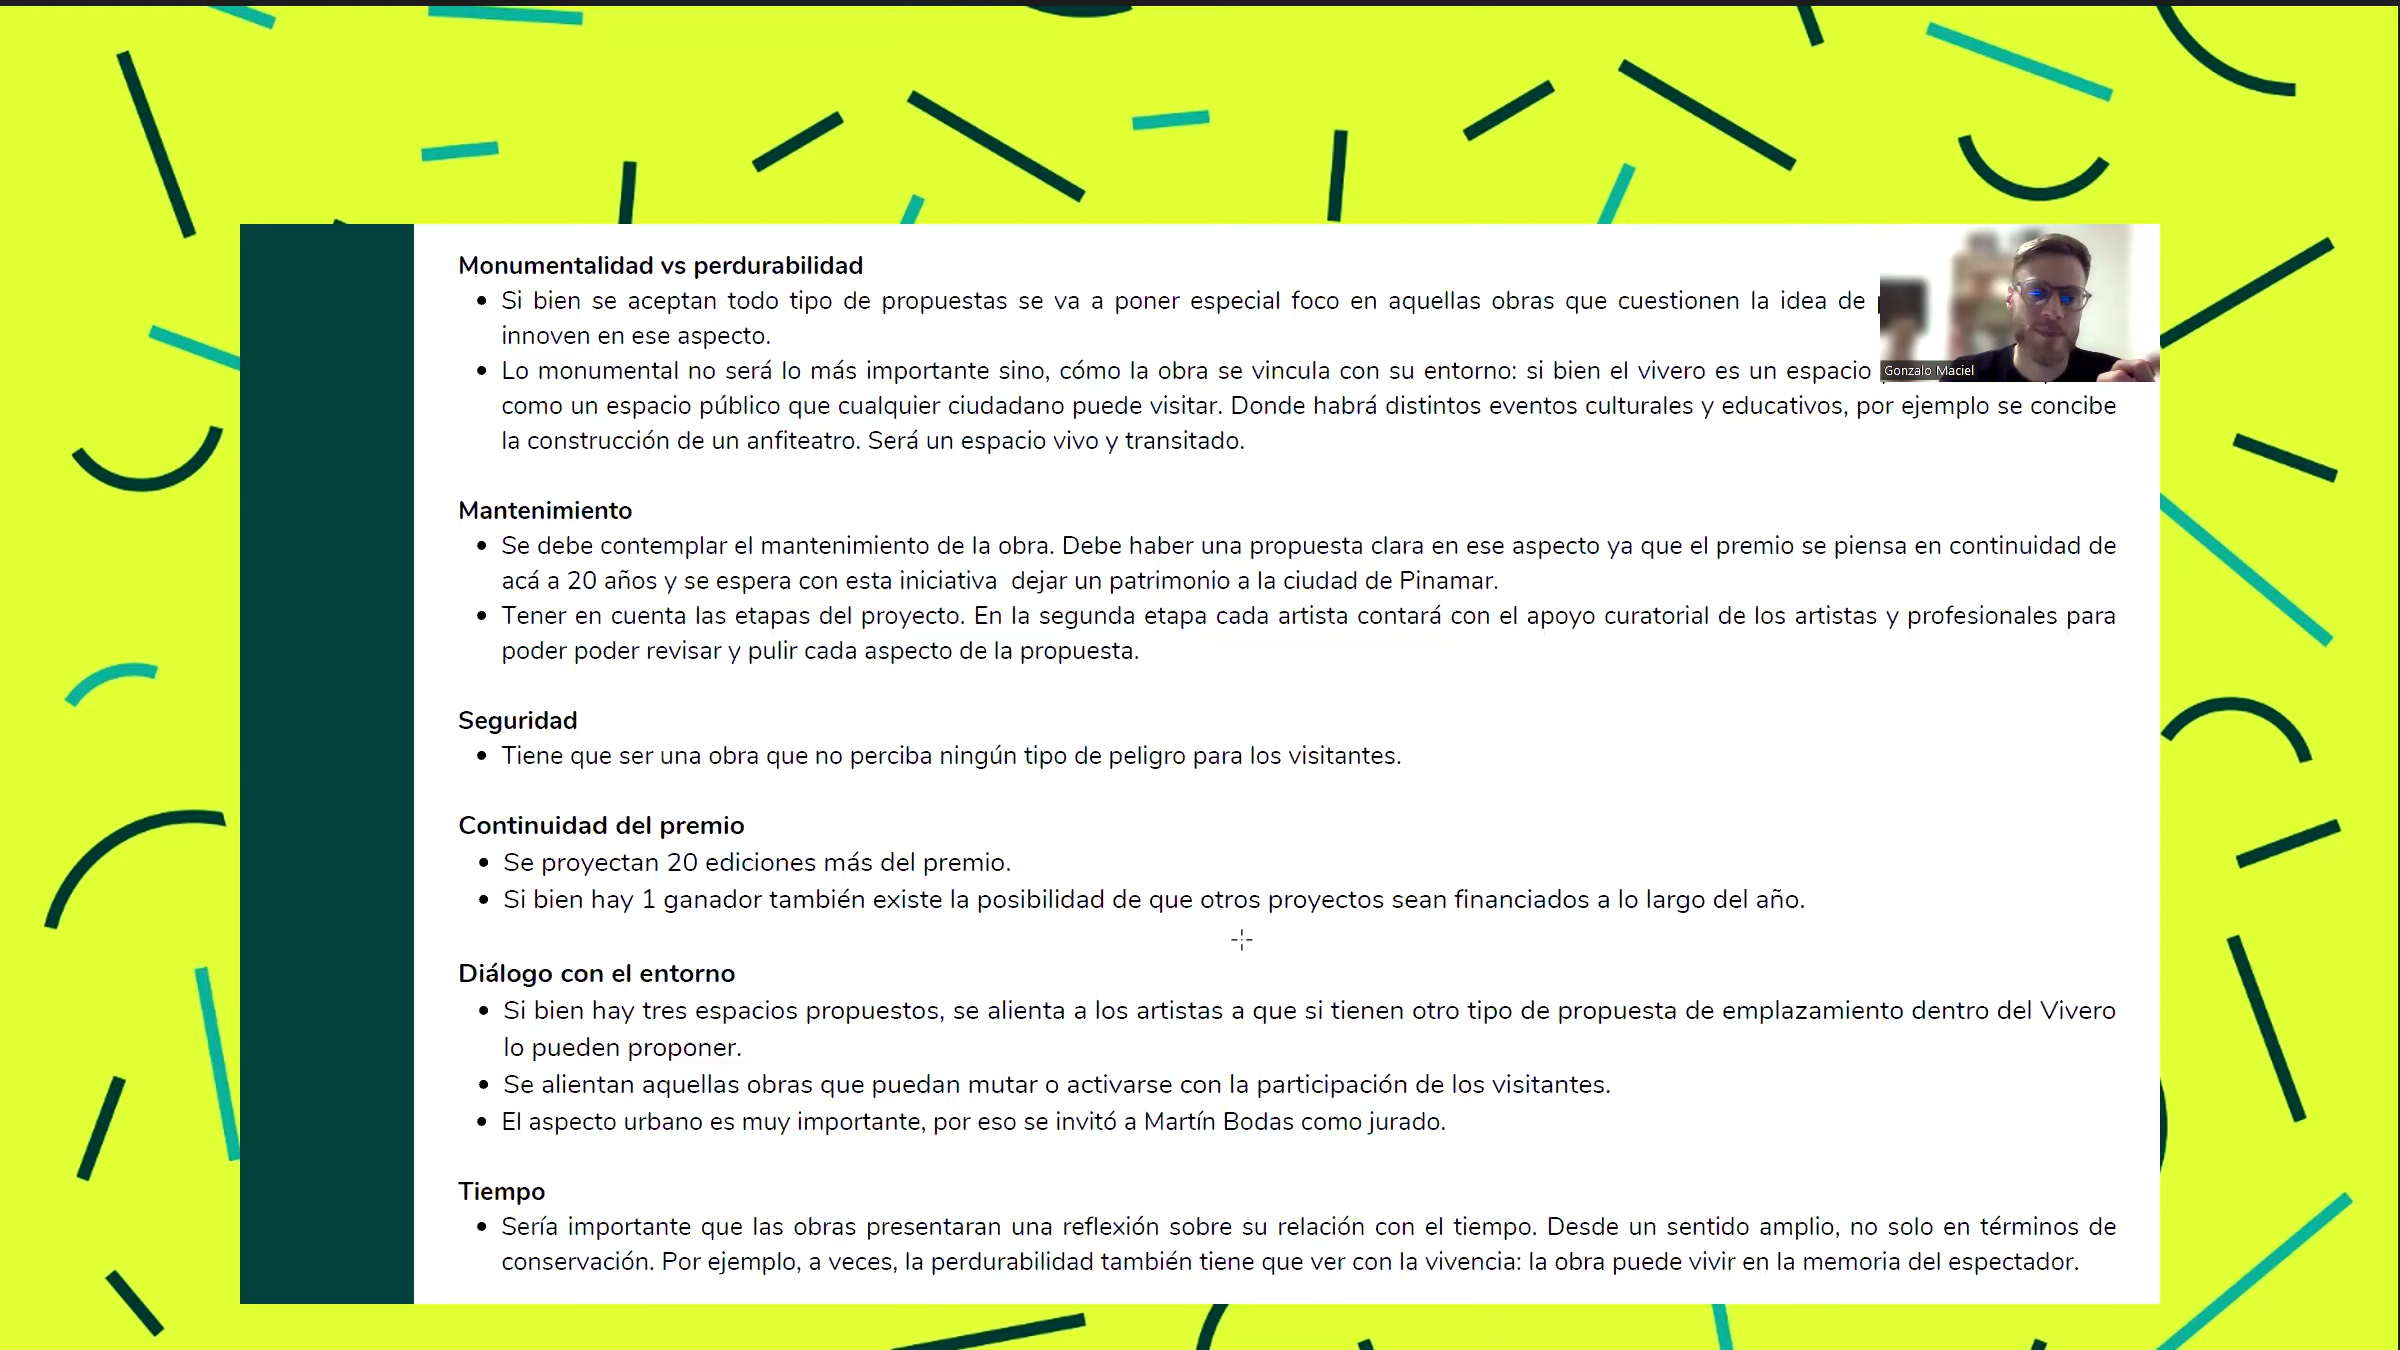 Monumentalidad vs perdurabilidad
• Si bien se aceptan todo tipo de propuestas se va a poner especial foco en aquellas obras que cuestionen la idea de
innoven en ese aspecto.
• Lo monumental no será lo más importante sino, cómo la obra se vincula con su entorno: si bien el vivero es un espacio
Gonzalo Maciel
como un espacio público que cualquier ciudadano puede visitar. Donde habrá distintos eventos culturales y educativos, por ejemplo se concibe
la construcción de un anfiteatro. Será un espacio vivo y transitado.
Mantenimiento
• Se debe contemplar el mantenimiento de la obra. Debe haber una propuesta clara en ese aspecto ya que el premio se piensa en continuidad de
acá a 20 años y se espera con esta iniciativa dejar un patrimonio a la ciudad de Pinamar.
• Tener en cuenta las etapas del proyecto. En la segunda etapa cada artista contará con el apoyo curatorial de los artistas y profesionales para
poder poder revisar y pulir cada aspecto de la propuesta.
Seguridad
• Tiene que ser una obra que no perciba ningún tipo de peligro para los visitantes.
Continuidad del premio
• Se proyectan 20 ediciones más del premio.
• Si bien hay 1 ganador también existe la posibilidad de que otros proyectos sean financiados a lo largo del año.
Diálogo con el entorno
• Si bien hay tres espacios propuestos, se alienta a los artistas a que si tienen otro tipo de propuesta de emplazamiento dentro del Vivero
lo pueden proponer.
• Se alientan aquellas obras que puedan mutar o activarse con la participación de los visitantes.
• El aspecto urbano es muy importante, por eso se invitó a Martín Bodas como jurado.
Tiempo
• Sería importante que las obras presentaran una reflexión sobre su relación con el tiempo. Desde un sentido amplio, no solo en términos de
conservación. Por ejemplo, a veces, la perdurabilidad también tiene que ver con la vivencia: la obra puede vivir en la memoria del espectador.